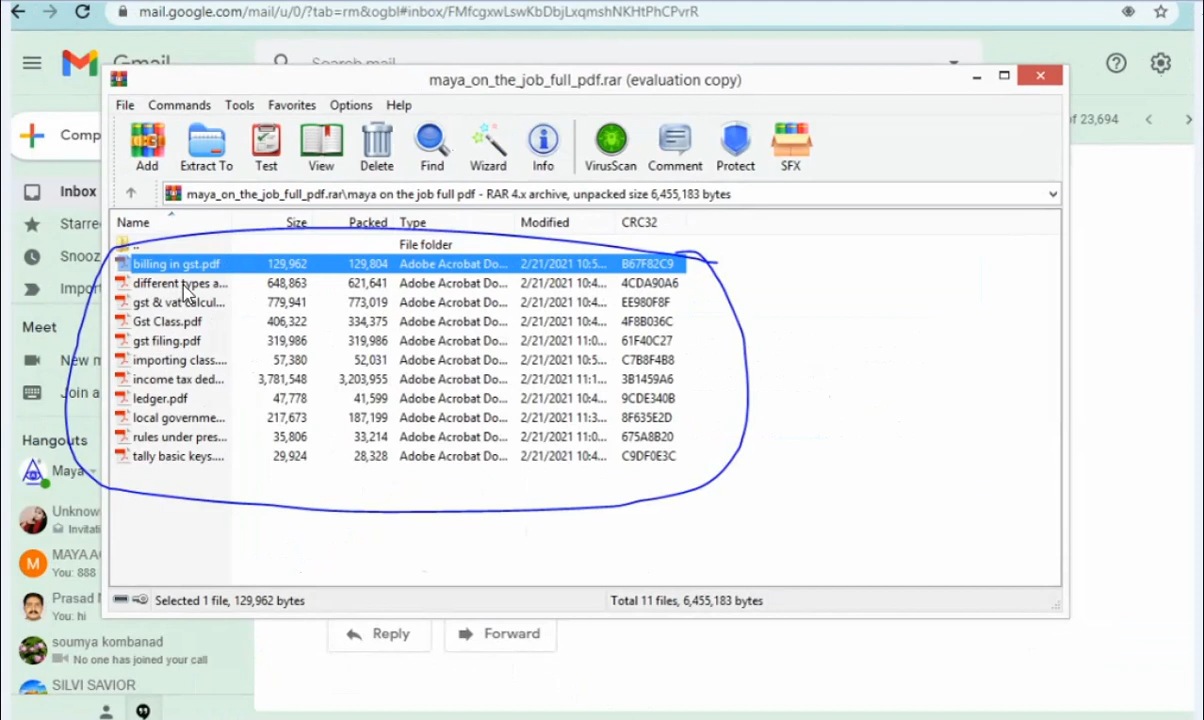 mail.google.com/mail/u/0/?tab=rm&ogbl#inbox/FMfcgxwLswKbDbjLxqmshNKHtPhCPvrR
Gmail
Search mail
maya_on_the_job_full_pdf.rar (evaluation copy)
File Commands Tools Favorites Options Help
of 23,694
Comp
Add Extract To Test View Delete Find Wizard Info VirusScan Comment Protect SFX
Inbox
maya_on_the_job_full_pdf.rar\maya on the job full pdf - RAR 4.x archive, unpacked size 6,455,183 bytes
Starre
Snooz
Import
Name Size Packed Type Modified CRC32
.. File folder
billing in gst.pdf 129,962 129,804 Adobe Acrobat Do... 2/21/2021 10:5... B67F82C9
different types a... 648,863 621,641 Adobe Acrobat Do... 2/21/2021 10:4... 4CDA90A6
gst & vat calcul... 779,941 773,019 Adobe Acrobat Do... 2/21/2021 10:4... EE980F8F
Gst Class.pdf 406,322 334,375 Adobe Acrobat Do... 2/21/2021 10:4... 4F8B036C
gst filing.pdf 319,986 319,986 Adobe Acrobat Do... 2/21/2021 11:0... 61F40C27
importing class.... 57,380 52,031 Adobe Acrobat Do... 2/21/2021 10:5... C7B8F4B8
income tax ded... 3,781,548 3,203,955 Adobe Acrobat Do... 2/21/2021 11:1... 3B1459A6
ledger.pdf 47,778 41,599 Adobe Acrobat Do... 2/21/2021 10:4... 9CDE340B
local governme... 217,673 187,199 Adobe Acrobat Do... 2/21/2021 11:3... 8F635E2D
rules under pres... 35,806 33,214 Adobe Acrobat Do... 2/21/2021 11:0... 675A8B20
tally basic keys.... 29,924 28,328 Adobe Acrobat Do... 2/21/2021 10:4... C9DF0E3C
Meet
New m
Join a
Hangouts
Maya
Unknow
Invitati
MAYA AC
You: 888
Prasad
You: hi
soumya kombanad
No one has joined your call
SILVI SAVIOR
Selected 1 file, 129,962 bytes
Total 11 files, 6,455,183 bytes
Reply Forward